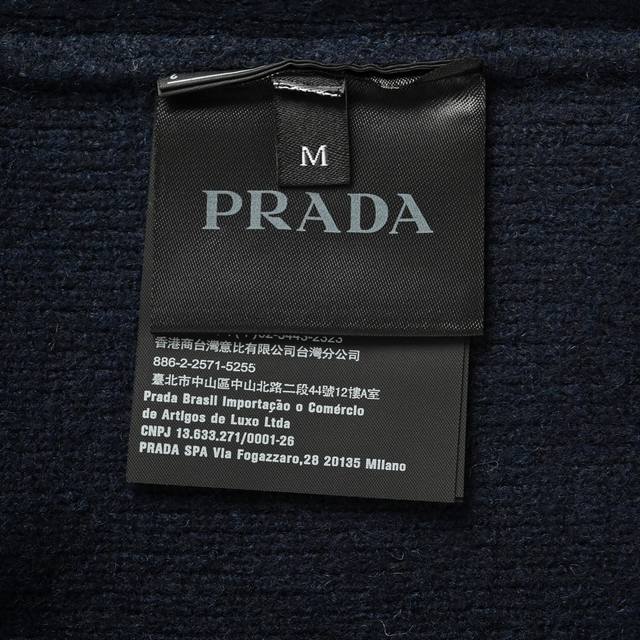 M
PRADA
香港商台灣意比有限公司台灣分公司
886-2-2571-5255
臺北市中山區中山北路二段44號12樓A室
Prada Brasil Importação o Comércio
de Artigos de Luxo Ltda
CNPJ 13.633.271/0001-26
PRADA SPA VIa Fogazzaro,28 20135 Milano